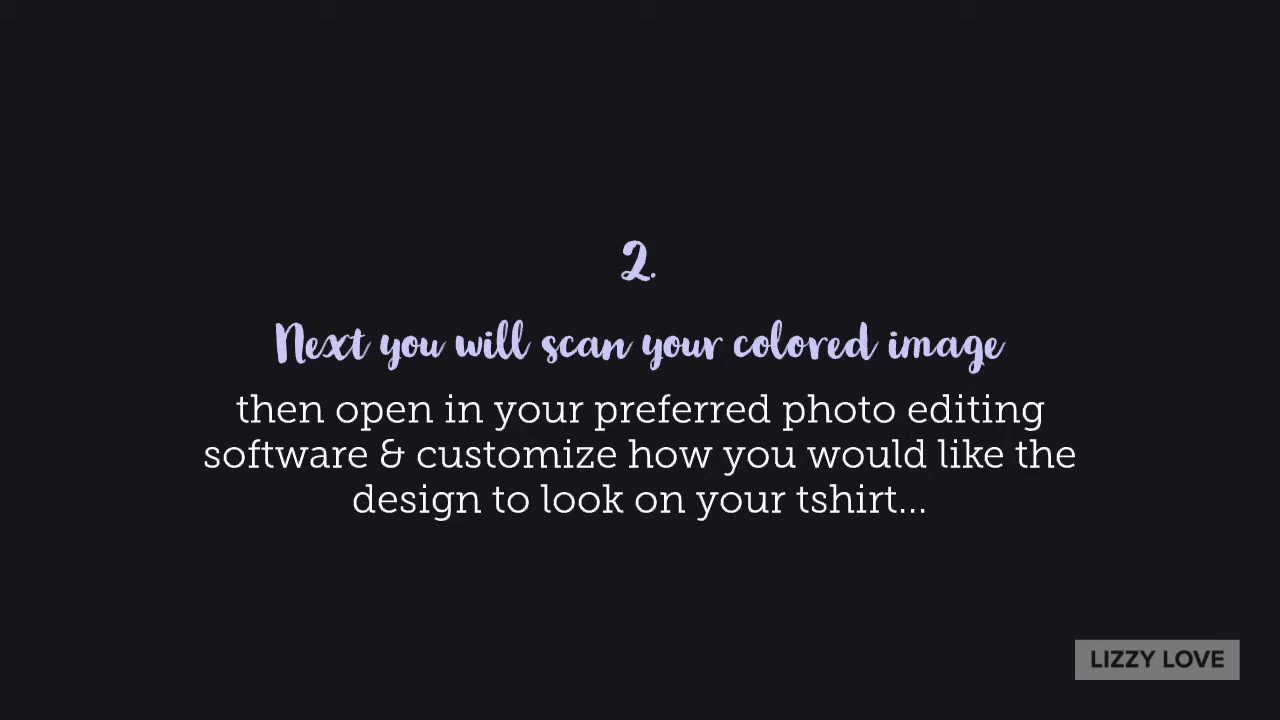 2.
Next you will scan your colored image
then open in your preferred photo editing
software & customize how you would like the
design to look on your tshirt...
LIZZY LOVE